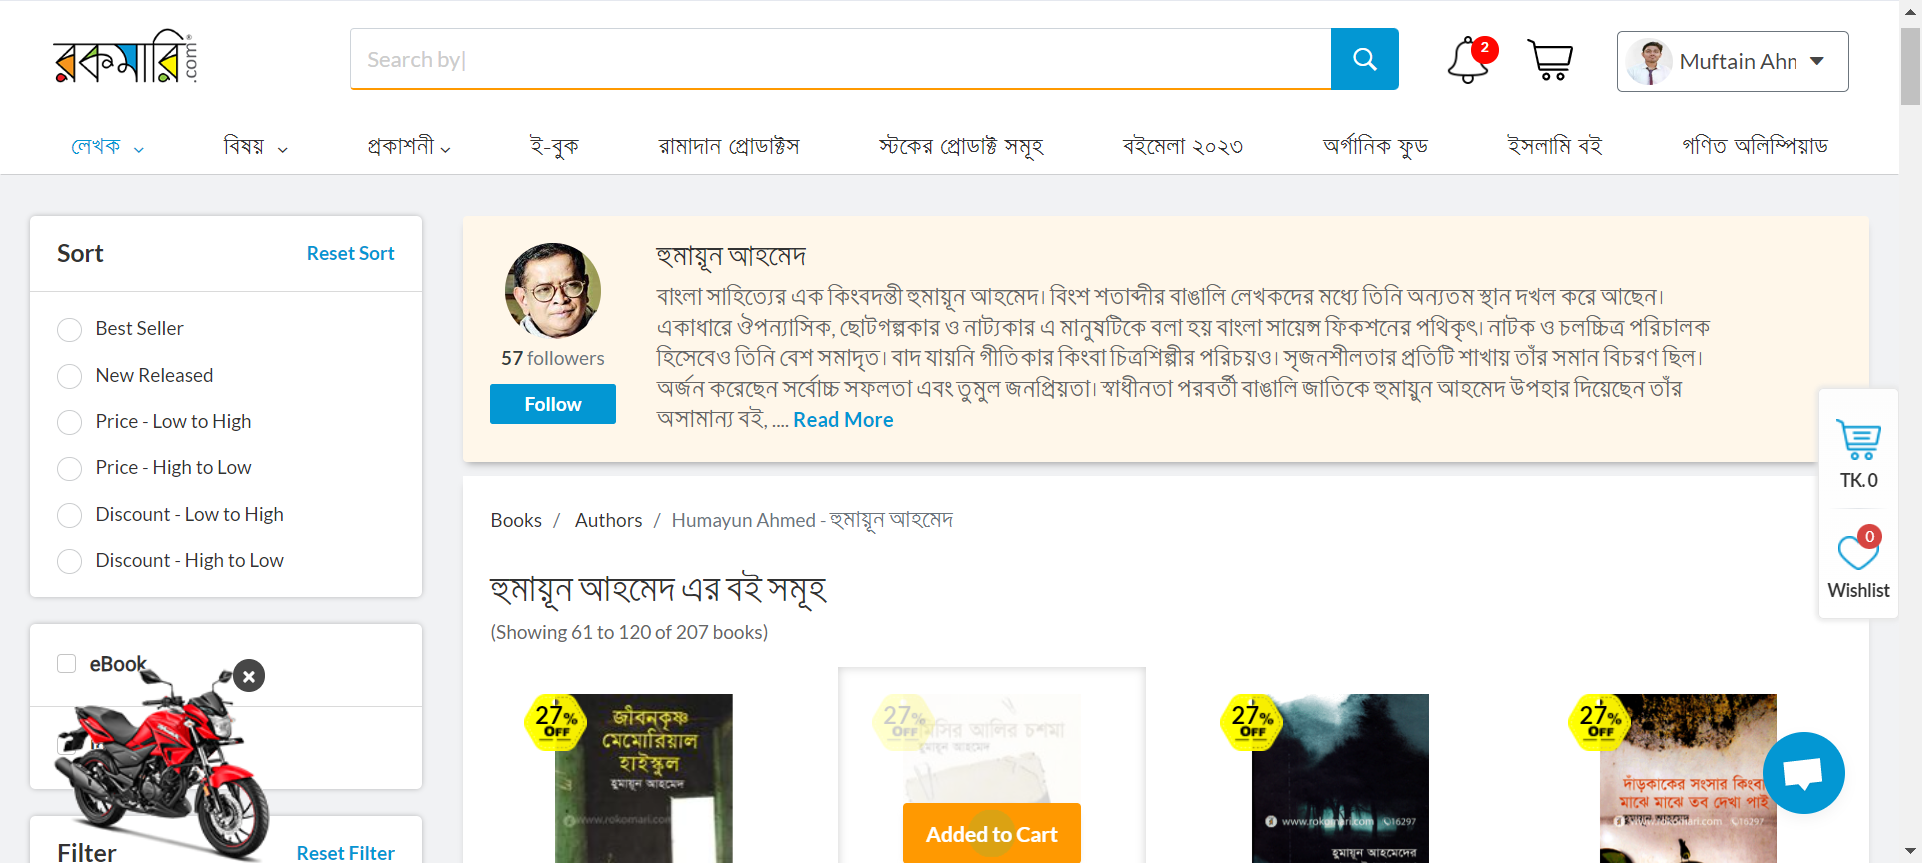 রকমারি.com
Search by
2
Muftain Ahn
লেখক
বিষয়
প্রকাশনী
ই-বুক
রামাদান প্রোডাক্টস
স্টকের প্রোডাক্ট সমূহ
বইমেলা ২০২৩
অর্গানিক ফুড
ইসলামি বই
গণিত অলিম্পিয়াড
Sort
Reset Sort
Best Seller
New Released
Price - Low to High
Price - High to Low
Discount - Low to High
Discount - High to Low
eBook
Filter
Reset Filter
57 followers
Follow
হুমায়ূন আহমেদ
বাংলা সাহিত্যের এক কিংবদন্তী হুমায়ূন আহমেদ। বিংশ শতাব্দীর বাঙালি লেখকদের মধ্যে তিনি অন্যতম স্থান দখল করে আছেন।
একাধারে ঔপন্যাসিক, ছোটগল্পকার ও নাট্যকার এ মানুষটিকে বলা হয় বাংলা সায়েন্স ফিকশনের পথিকৃৎ। নাটক ও চলচ্চিত্র পরিচালক
হিসেবেও তিনি বেশ সমাদৃত। বাদ যায়নি গীতিকার কিংবা চিত্রশিল্পীর পরিচয়ও। সৃজনশীলতার প্রতিটি শাখায় তাঁর সমান বিচরণ ছিল।
অর্জন করেছেন সর্বোচ্চ সফলতা এবং তুমুল জনপ্রিয়তা। স্বাধীনতা পরবর্তী বাঙালি জাতিকে হুমায়ুন আহমেদ উপহার দিয়েছেন তাঁর
অসামান্য বই, .... Read More
TK. 0
0
Wishlist
Books / Authors / Humayun Ahmed - হুমায়ূন আহমেদ
হুমায়ূন আহমেদ এর বই সমূহ
(Showing 61 to 120 of 207 books)
27% OFF
জীবনকৃষ্ণ
মেমোরিয়াল
হাইস্কুল
হুমায়ূন আহমেদ
www.rokomari.com
27% OFF
মিসির আলির চশমা
হুমায়ূন আহমেদ
Added to Cart
27% OFF
www.rokomari.com 16297
হুমায়ূন আহমেদের
27% OFF
দাঁড়কাকের সংসার কিংবা
মাঝে মাঝে তব দেখা পাই
হুমায়ূন আহমেদ
www.rokomari.com 16297